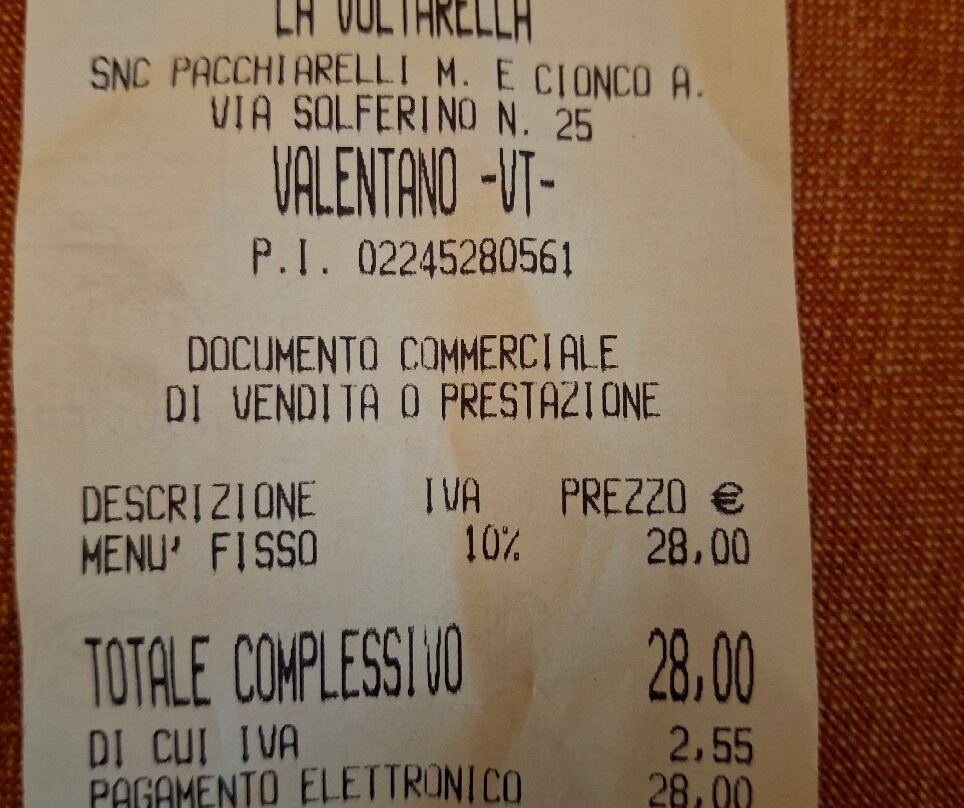 LA VOLTARELLA
SNC PACCHIARELLI M. E CIONCO A.
VIA SOLFERINO N. 25
VALENTANO -VT-
P.I. 02245280561
DOCUMENTO COMMERCIALE
DI VENDITA O PRESTAZIONE
DESCRIZIONE IVA PREZZO €
MENU' FISSO 10% 28,00
TOTALE COMPLESSIVO 28,00
DI CUI IVA 2,55
PAGAMENTO ELETTRONICO 28,00